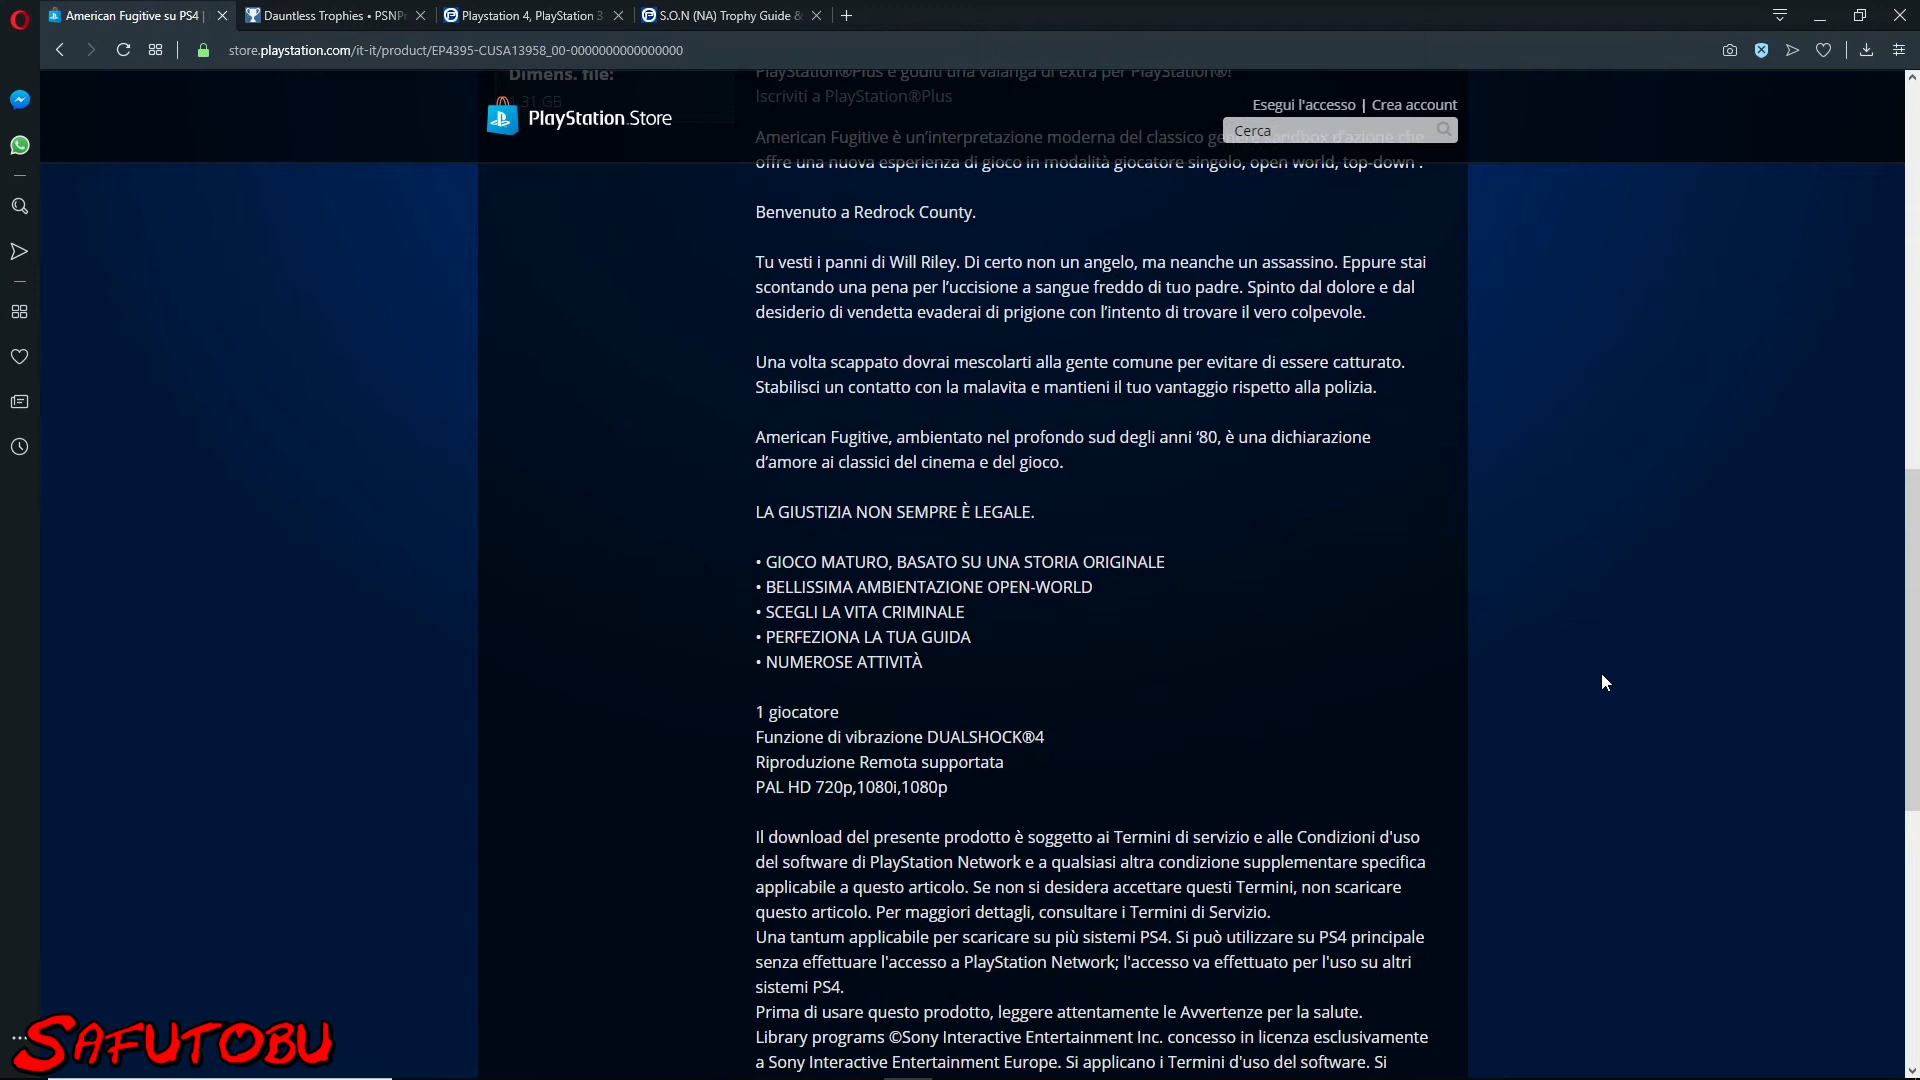 American Fugitive su PS4
Dauntless Trophies • PSNPr
Playstation 4, PlayStation 3
S.O.N (NA) Trophy Guide &
store.playstation.com/it-it/product/EP4395-CUSA13958_00-0000000000000000
Dimens. file:
PlayStation®Plus e goditi una valanga di extra per PlayStation®!
Iscriviti a PlayStation®Plus
31 GB
PlayStation Store
Esegui l'accesso | Crea account
Cerca
American Fugitive è un'interpretazione moderna del classico sandbox d'azione che
offre una nuova esperienza di gioco in modalità giocatore singolo, open world, top-down .
Benvenuto a Redrock County.
Tu vesti i panni di Will Riley. Di certo non un angelo, ma neanche un assassino. Eppure stai
scontando una pena per l'uccisione a sangue freddo di tuo padre. Spinto dal dolore e dal
desiderio di vendetta evaderai di prigione con l'intento di trovare il vero colpevole.
Una volta scappato dovrai mescolarti alla gente comune per evitare di essere catturato.
Stabilisci un contatto con la malavita e mantieni il tuo vantaggio rispetto alla polizia.
American Fugitive, ambientato nel profondo sud degli anni '80, è una dichiarazione
d'amore ai classici del cinema e del gioco.
LA GIUSTIZIA NON SEMPRE È LEGALE.
• GIOCO MATURO, BASATO SU UNA STORIA ORIGINALE
• BELLISSIMA AMBIENTAZIONE OPEN-WORLD
• SCEGLI LA VITA CRIMINALE
• PERFEZIONA LA TUA GUIDA
• NUMEROSE ATTIVITÀ
1 giocatore
Funzione di vibrazione DUALSHOCK®4
Riproduzione Remota supportata
PAL HD 720p,1080i,1080p
Il download del presente prodotto è soggetto ai Termini di servizio e alle Condizioni d'uso
del software di PlayStation Network e a qualsiasi altra condizione supplementare specifica
applicabile a questo articolo. Se non si desidera accettare questi Termini, non scaricare
questo articolo. Per maggiori dettagli, consultare i Termini di Servizio.
Una tantum applicabile per scaricare su più sistemi PS4. Si può utilizzare su PS4 principale
senza effettuare l'accesso a PlayStation Network; l'accesso va effettuato per l'uso su altri
sistemi PS4.
Prima di usare questo prodotto, leggere attentamente le Avvertenze per la salute.
Library programs ©Sony Interactive Entertainment Inc. concesso in licenza esclusivamente
a Sony Interactive Entertainment Europe. Si applicano i Termini d'uso del software. Si
SAFUTOBU